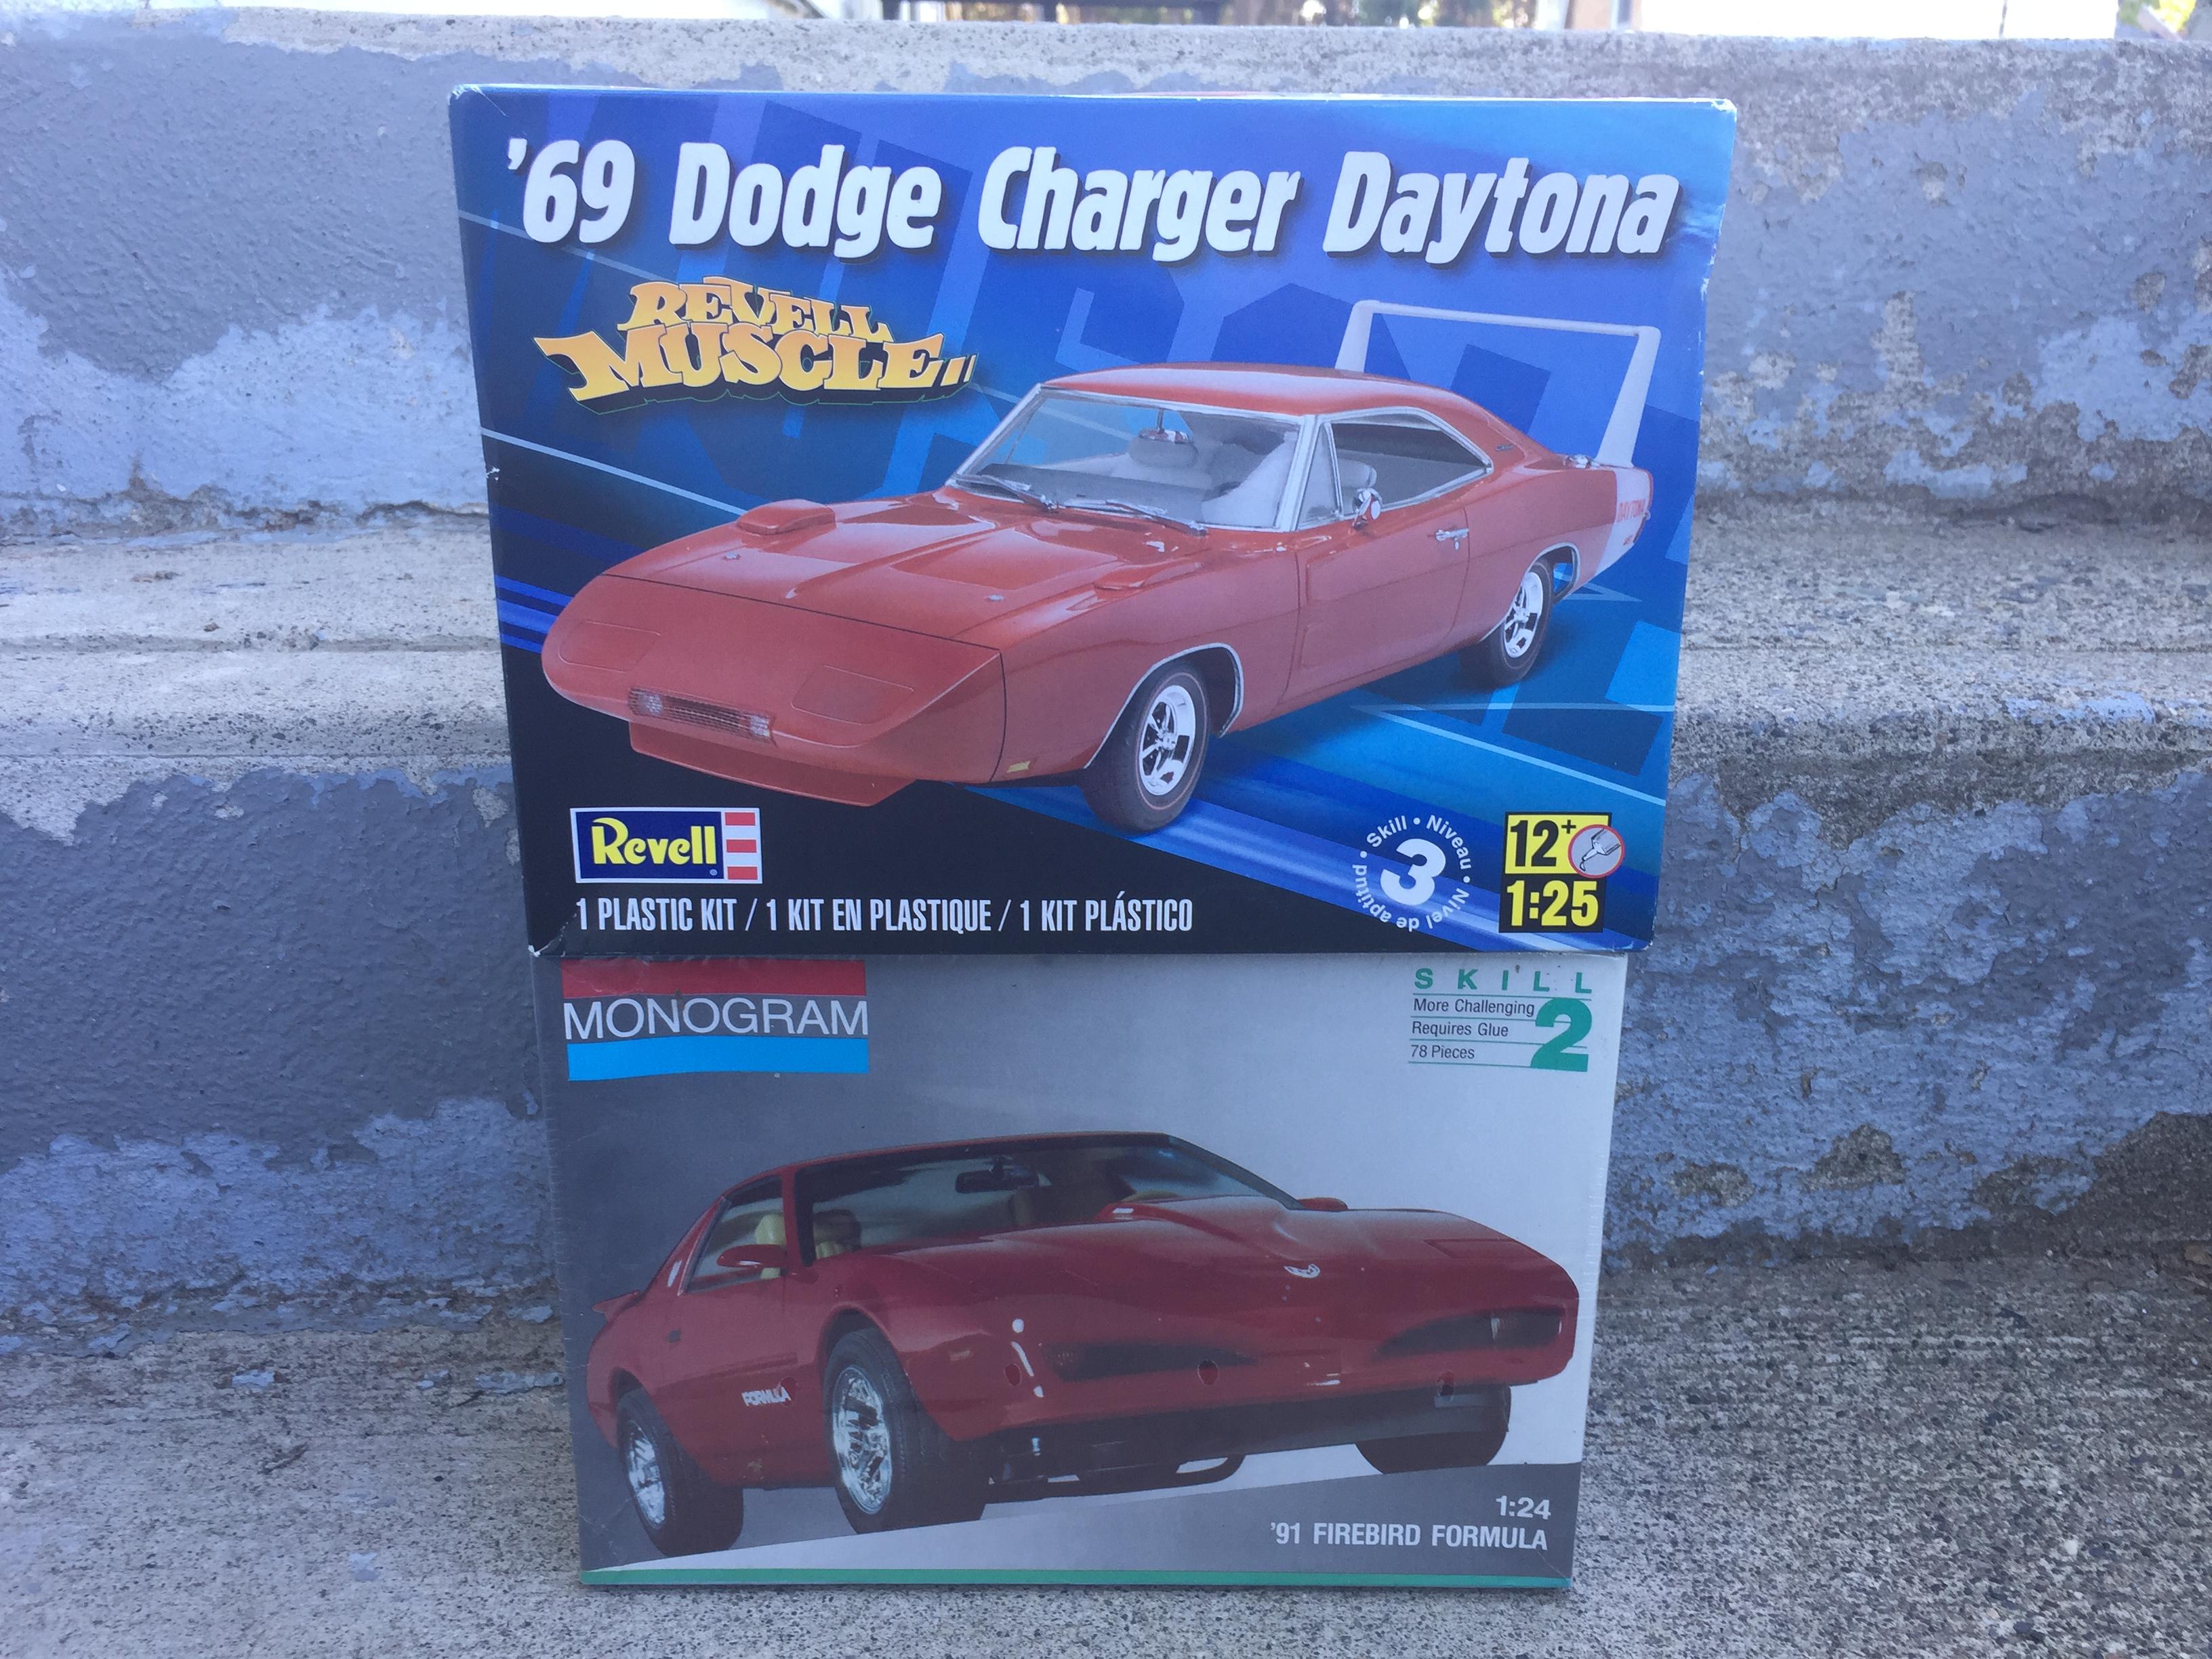 '69 Dodge Charger Daytona
REVELL
MUSCLE
DAYTONA
Revell
1 PLASTIC KIT / 1 KIT EN PLASTIQUE / 1 KIT PLÁSTICO
Skill • Niveau • Nivel de aptitud •
3
12+
1:25
MONOGRAM
SKILL
2
More Challenging
Requires Glue
78 Pieces
FORMULA
1:24
'91 FIREBIRD FORMULA